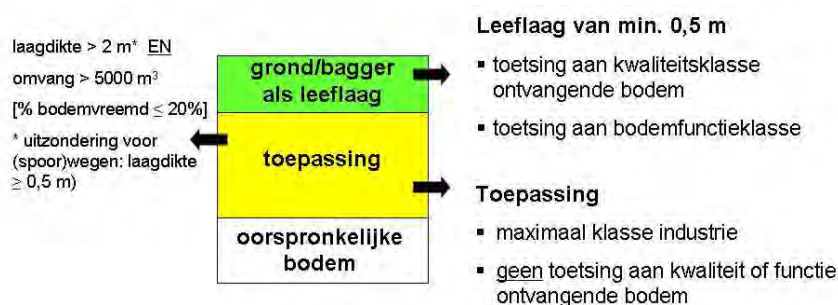 laagdikte > 2 m* EN
omvang > 5000 m³
[% bodemvreemd ≤ 20%]
* uitzondering voor
(spoor)wegen: laagdikte
≥ 0,5 m)
grond/bagger
als leeflaag
toepassing
oorspronkelijke
bodem
Leeflaag van min. 0,5 m
▪ toetsing aan kwaliteitsklasse
ontvangende bodem
▪ toetsing aan bodemfunctieklasse
Toepassing
▪ maximaal klasse industrie
▪ geen toetsing aan kwaliteit of functie
ontvangende bodem